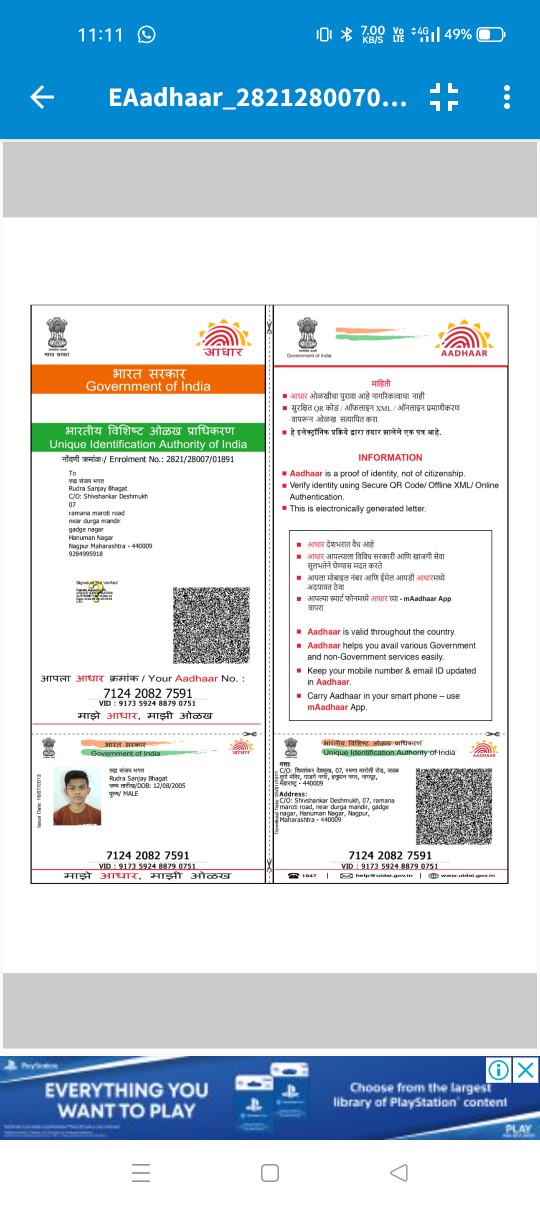 11:11
7.00 KB/S
Vo LTE
4G
49%
EAadhaar_2821280070...
भारत सरकार
आधार
भारत सरकार
Government of India
भारतीय विशिष्ट ओळख प्राधिकरण
Unique Identification Authority of India
नोंदणी क्रमांक:/ Enrolment No.: 2821/28007/01891
To
रुद्र संजय भगत
Rudra Sanjay Bhagat
C/O: Shivshankar Deshmukh
07
ramana maroti road
near durga mandir
gadge nagar
Hanuman Nagar
Nagpur Maharashtra - 440009
9284995918
आपला आधार क्रमांक / Your Aadhaar No. :
7124 2082 7591
VID : 9173 5924 8879 0751
माझे आधार, माझी ओळख
Government of India
AADHAAR
माहिती
आधार ओळखीचा पुरावा आहे नागरिकत्वाचा नाही
सुरक्षित QR कोड / ऑफलाइन XML / ऑनलाइन प्रमाणीकरण
वापरून ओळख सत्यापित करा.
हे इलेक्ट्रॉनिक प्रक्रिये द्वारा तयार झालेले एक पत्र आहे.
INFORMATION
Aadhaar is a proof of identity, not of citizenship.
Verify identity using Secure QR Code/ Offline XML/ Online
Authentication.
This is electronically generated letter.
आधार देशभरात वैध आहे
आधार आपल्याला विविध सरकारी आणि खाजगी सेवा
सुलभतेने घेण्यास मदत करते
आपला मोबाइल नंबर आणि ईमेल आयडी आधारमध्ये
अदयावत ठेवा
आपल्या स्मार्ट फोनमध्ये आधार घ्या - mAadhaar App
वापरा
Aadhaar is valid throughout the country.
Aadhaar helps you avail various Government
and non-Government services easily.
Keep your mobile number & email ID updated
in Aadhaar.
Carry Aadhaar in your smart phone – use
mAadhaar App.
भारत सरकार
Government of India
आधार
Issue Date: 16/07/2013
रुद्र संजय भगत
Rudra Sanjay Bhagat
जन्म तारीख/DOB: 12/08/2005
पुरुष/ MALE
7124 2082 7591
VID : 9173 5924 8879 0751
माझे आधार, माझी ओळख
भारतीय विशिष्ट ओळख प्राधिकरण
Unique Identification Authority of India
AADHAAR
पत्ता:
C/O: शिवशंकर देशमुख, 07, रमणा मारोती रोड, जवळ
दुर्गा मंदिर, गाडगे नगर, हनुमान नगर, नागपूर,
महाराष्ट्र - 440009
Address:
C/O: Shivshankar Deshmukh, 07, ramana
maroti road, near durga mandir, gadge
nagar, Hanuman Nagar, Nagpur,
Maharashtra - 440009
7124 2082 7591
VID : 9173 5924 8879 0751
1947
help@uidai.gov.in
www.uidai.gov.in
PlayStation
EVERYTHING YOU
WANT TO PLAY
Choose from the largest
library of PlayStation content
PLAY